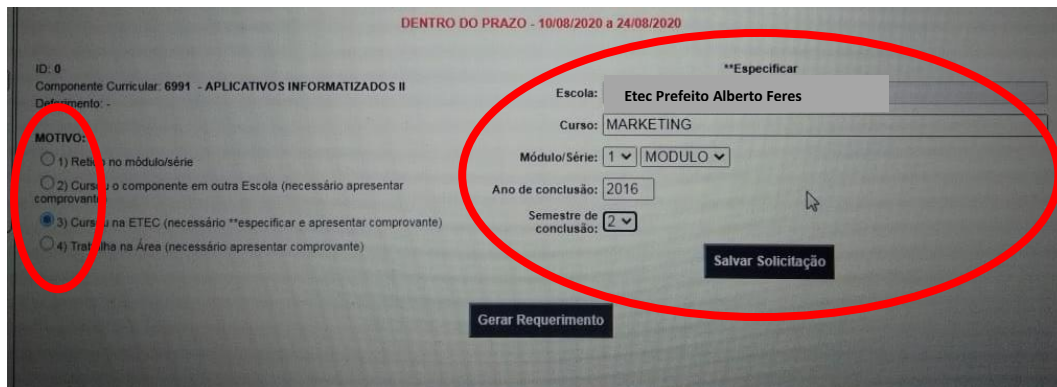 DENTRO DO PRAZO - 10/08/2020 a 24/08/2020
ID: 0
Componente Curricular: 6991 - APLICATIVOS INFORMATIZADOS II
Deferimento: -
MOTIVO:
1) Retido no módulo/série
2) Cursou o componente em outra Escola (necessário apresentar
comprovante)
3) Cursou na ETEC (necessário **especificar e apresentar comprovante)
4) Trabalha na Área (necessário apresentar comprovante)
**Especificar
Escola: Etec Prefeito Alberto Feres
Curso: MARKETING
Módulo/Série: 1 MODULO
Ano de conclusão: 2016
Semestre de
conclusão: 2
Salvar Solicitação
Gerar Requerimento